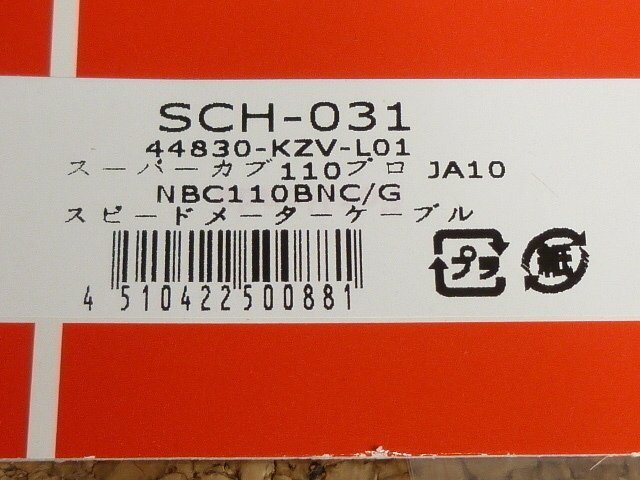 SCH-031
44830-KZV-L01
スーパーカブ110プロ JA10
NBC110BNC/G
スピードメーターケーブル
4 510422 500881
プラ
紙